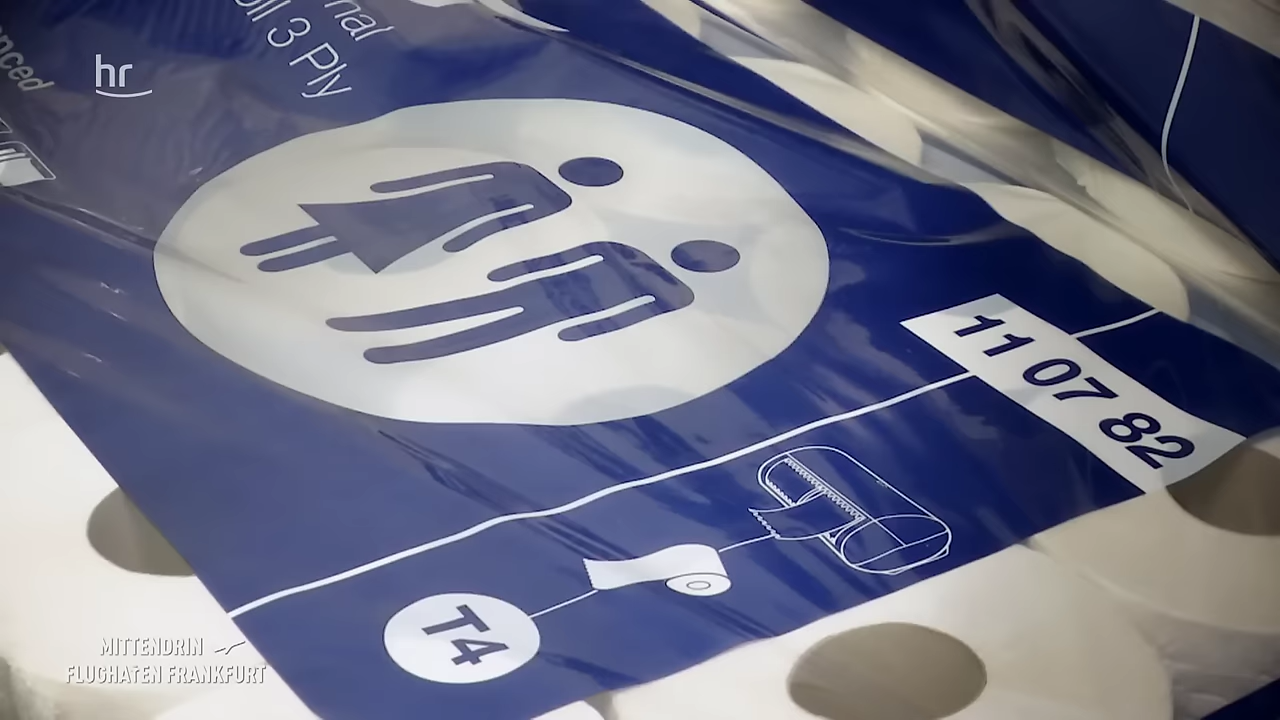 hr
nal
oll 3 Ply
nced
11 07 82
T4
MITTENDRIN
FLUGHAFEN FRANKFURT